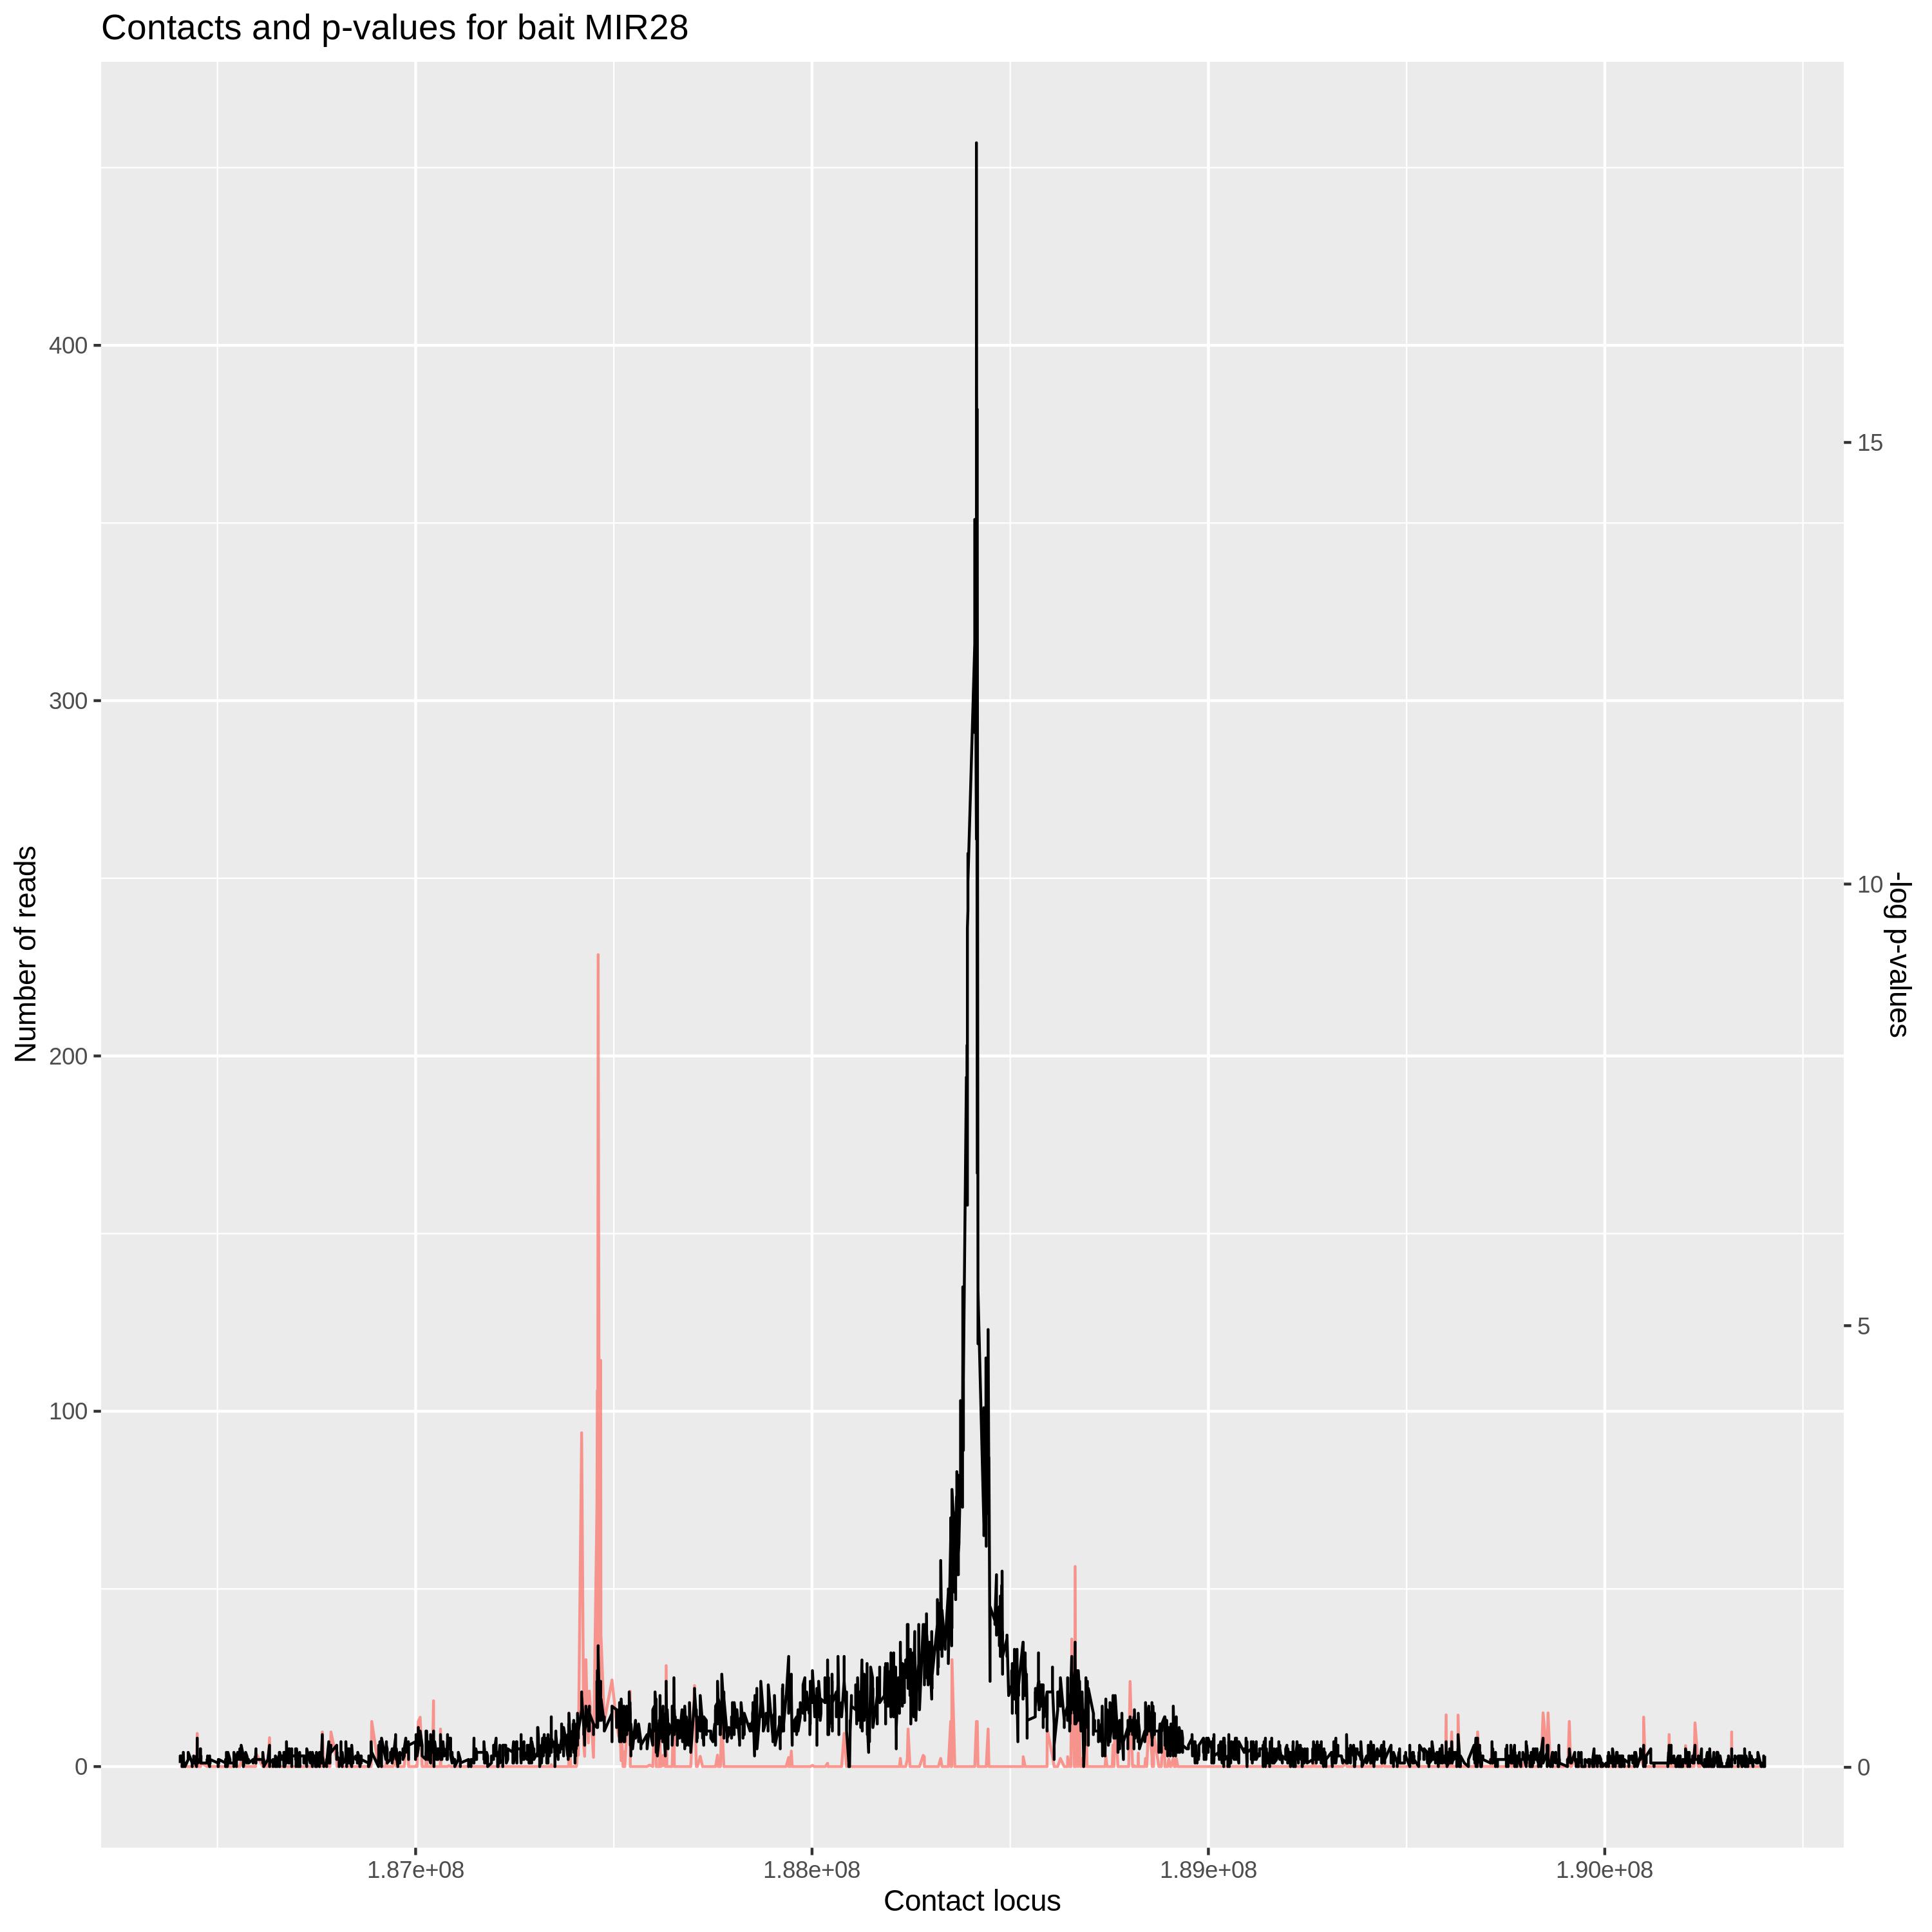 Contacts and p-values for bait MIR28
Number of reads
400
300
200
100
0
15
10
5
0
-log p-values
1.87e+08 1.88e+08 1.89e+08 1.90e+08
Contact locus